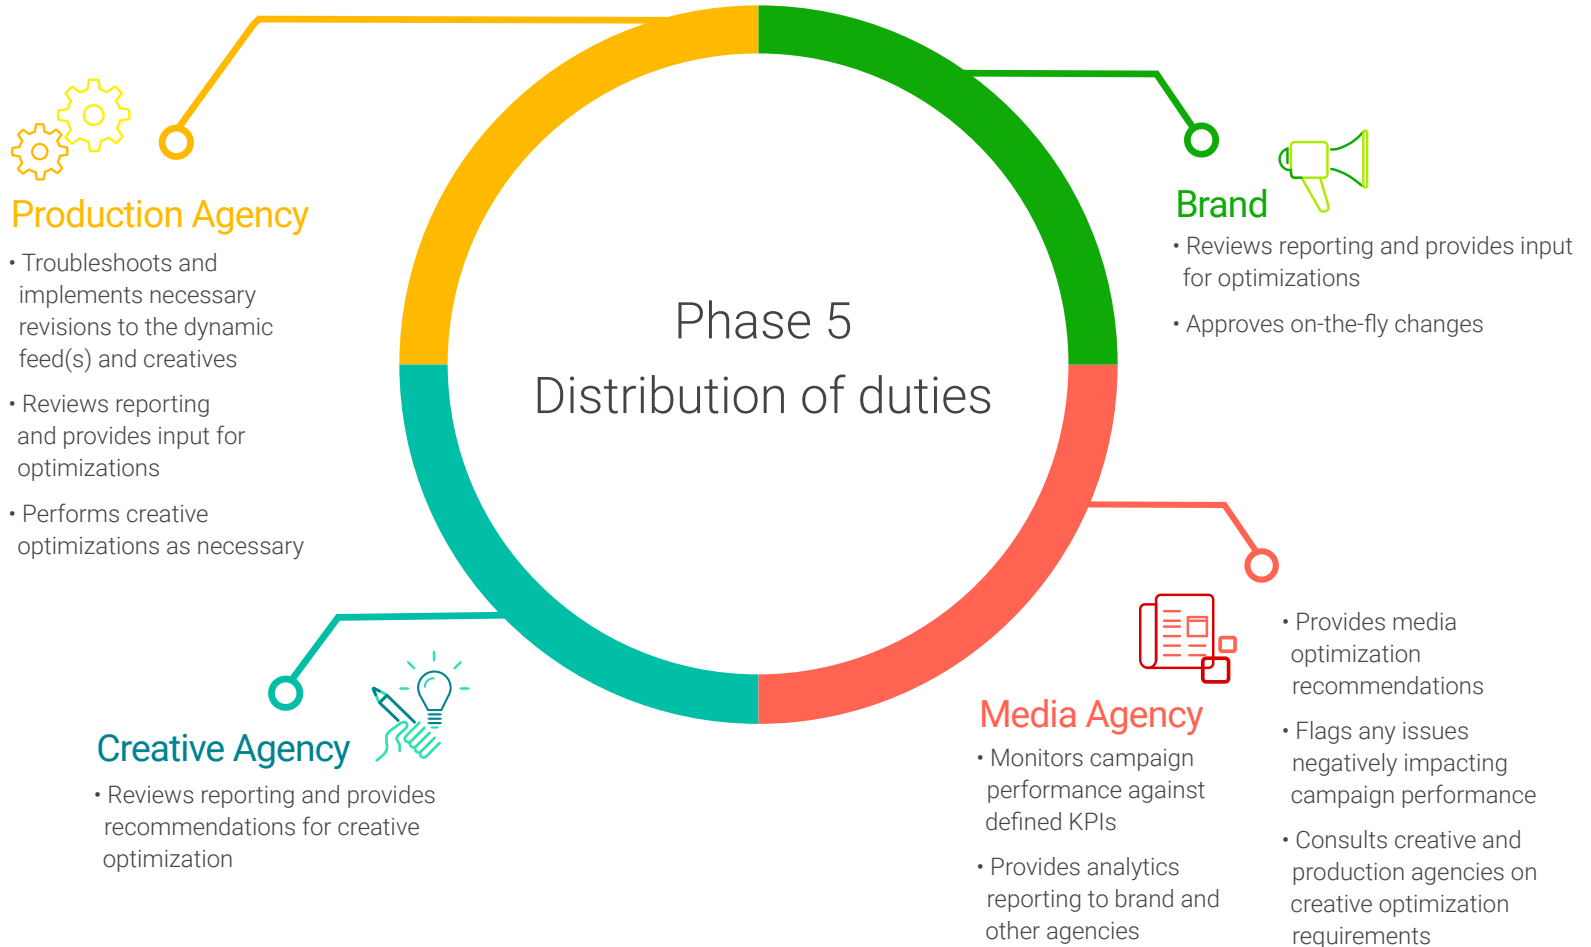 Phase 5
Distribution of duties
Production Agency
• Troubleshoots and
implements necessary
revisions to the dynamic
feed(s) and creatives
• Reviews reporting
and provides input for
optimizations
• Performs creative
optimizations as necessary
Brand
• Reviews reporting and provides input
for optimizations
• Approves on-the-fly changes
Creative Agency
• Reviews reporting and provides
recommendations for creative
optimization
Media Agency
• Monitors campaign
performance against
defined KPIs
• Provides analytics
reporting to brand and
other agencies
• Provides media
optimization
recommendations
• Flags any issues
negatively impacting
campaign performance
• Consults creative and
production agencies on
creative optimization
requirements